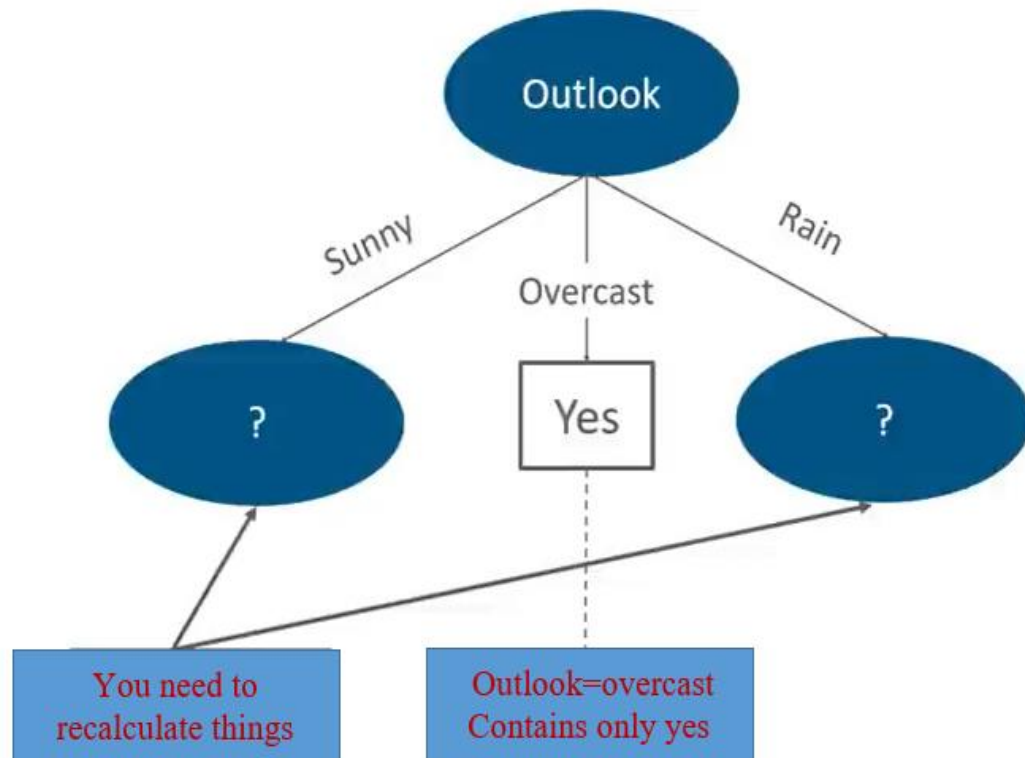 Outlook
Sunny
Overcast
Rain
?
Yes
?
You need to
recalculate things
Outlook=overcast
Contains only yes